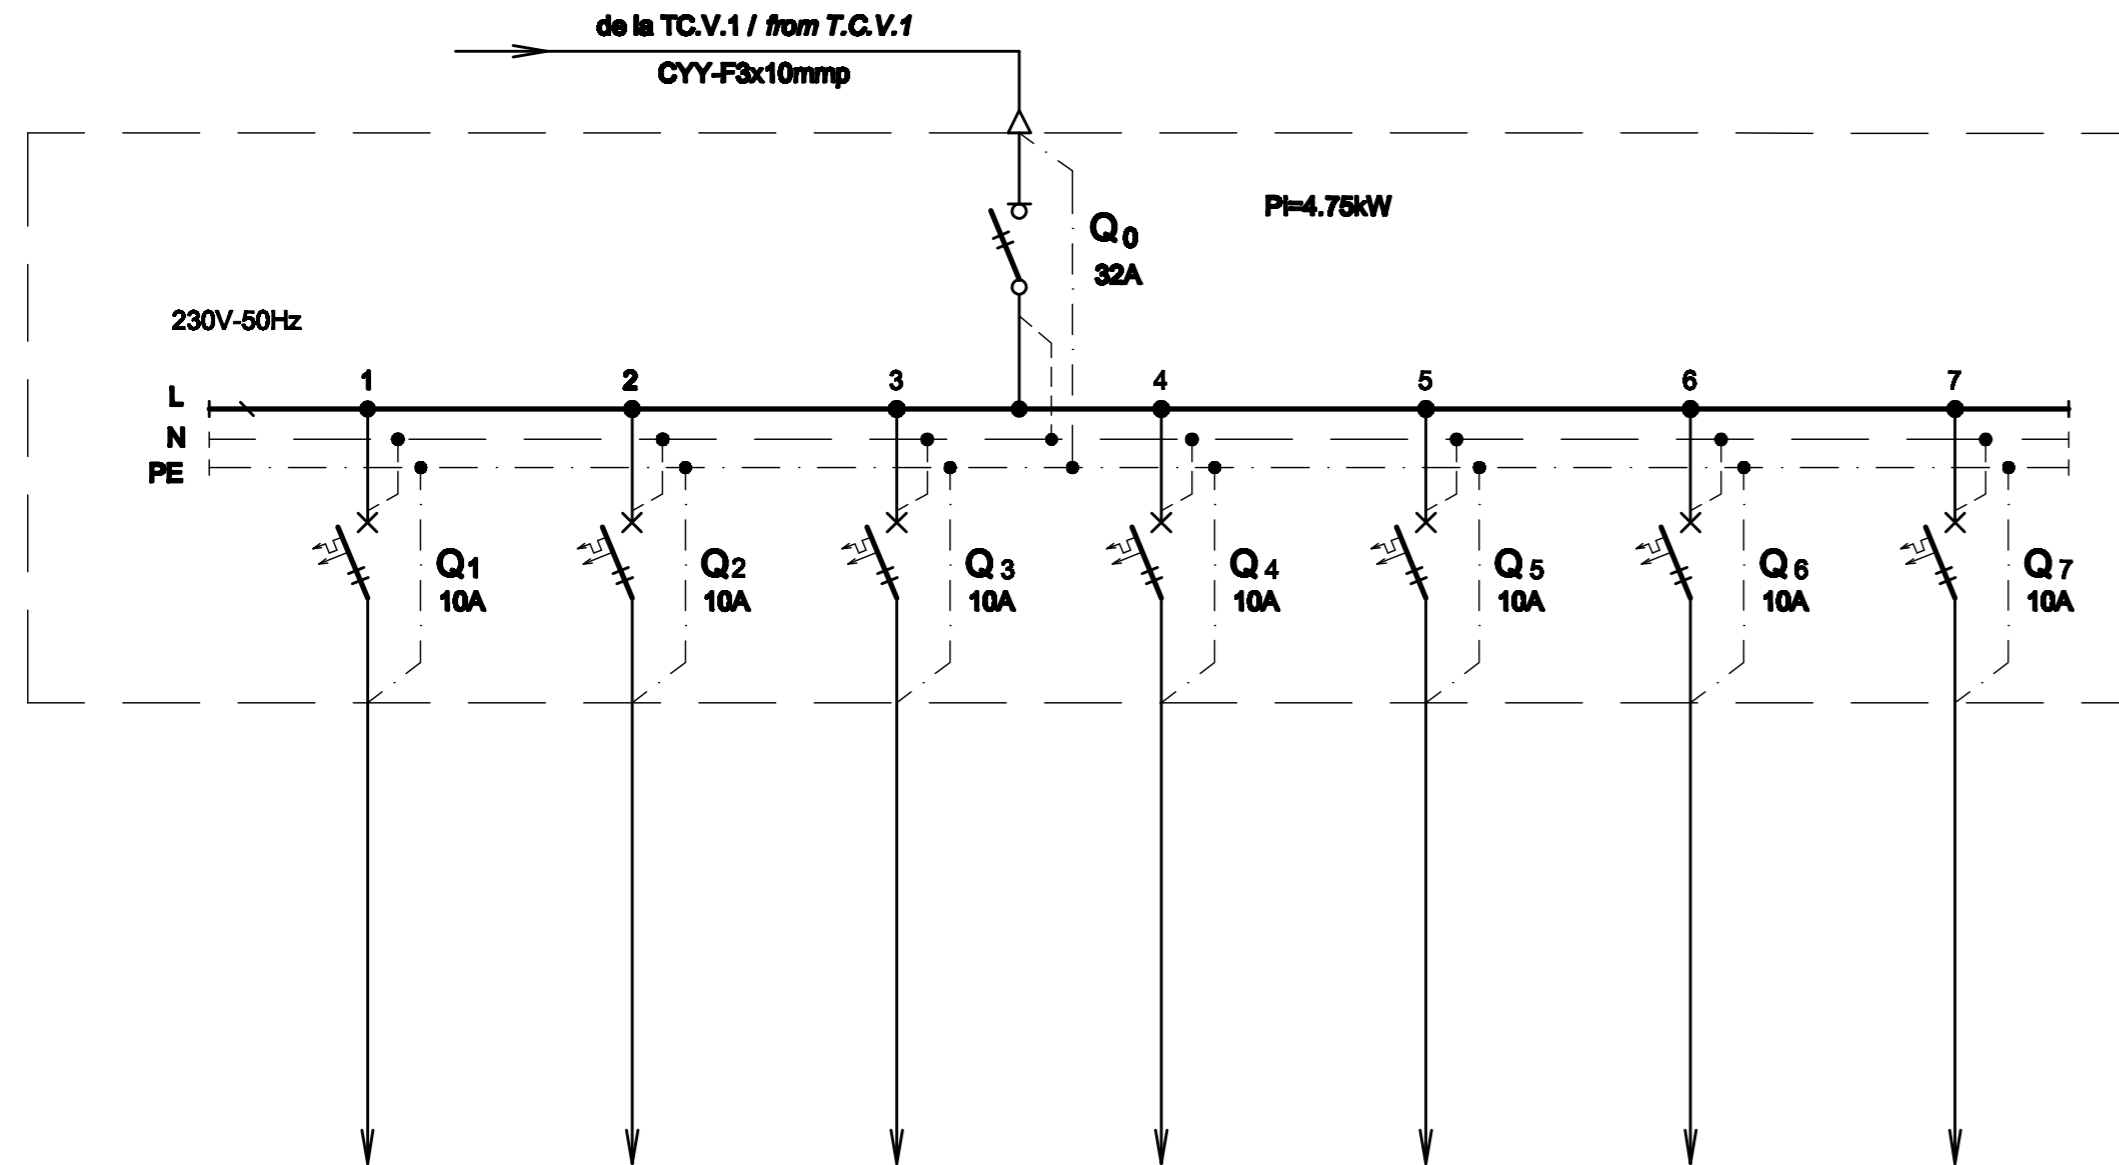 de la TC.V.1 / from T.C.V.1
CYY-F3x10mmp
Pi=4.75kW
Q0
32A
230V-50Hz
1 2 3 4 5 6 7
L
N
PE
Q1 Q2 Q3 Q4 Q5 Q6 Q7
10A 10A 10A 10A 10A 10A 10A